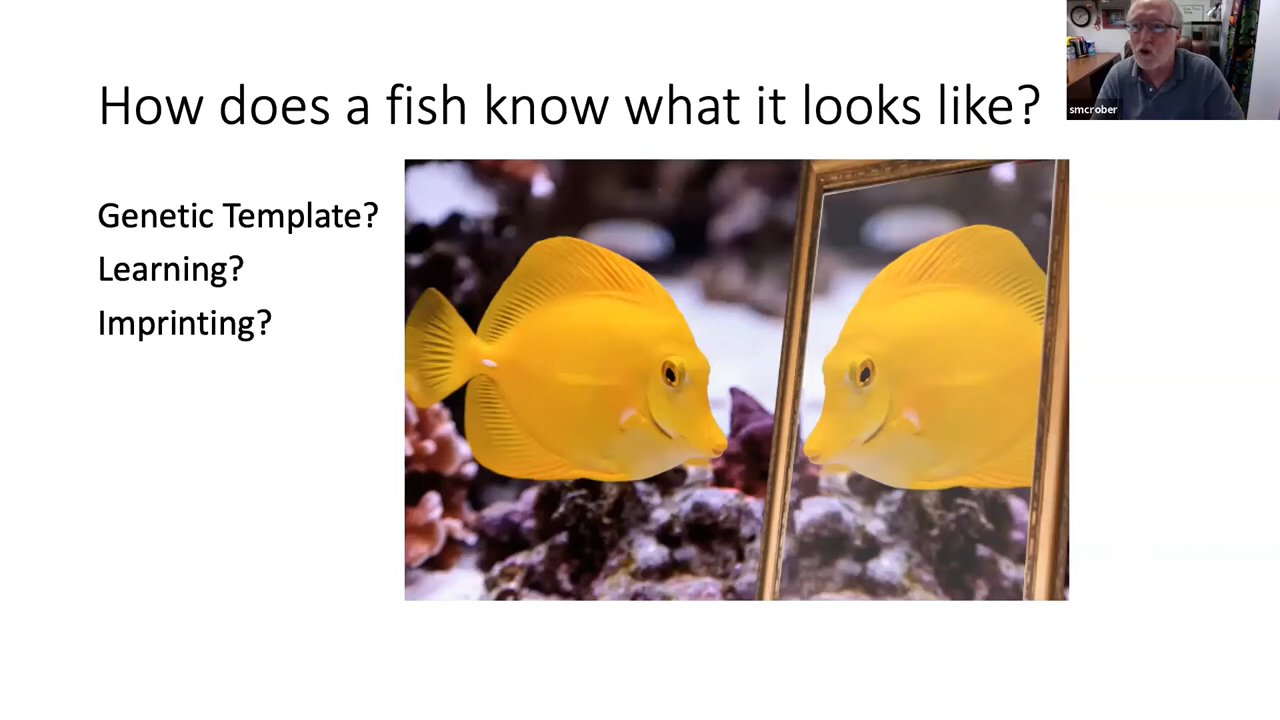 How does a fish know what it looks like?
smcrober
Genetic Template?
Learning?
Imprinting?